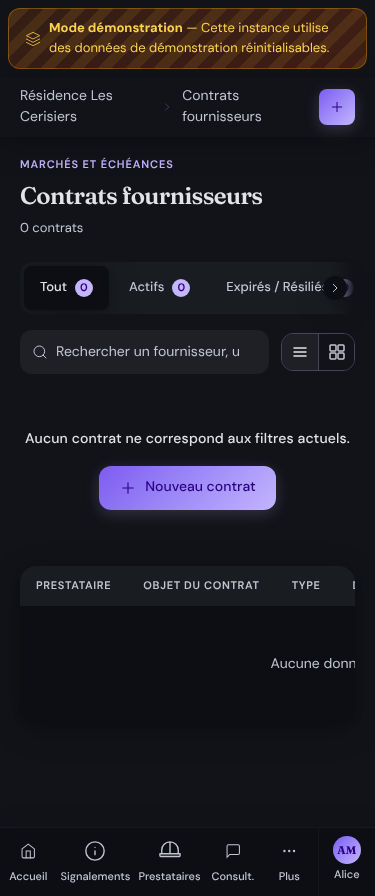 Mode démonstration — Cette instance utilise
des données de démonstration réinitialisables.
Résidence Les
Cerisiers
Contrats
fournisseurs
MARCHÉS ET ÉCHÉANCES
Contrats fournisseurs
0 contrats
Tout 0
Actifs 0
Expirés / Résilié
Rechercher un fournisseur, u
Aucun contrat ne correspond aux filtres actuels.
Nouveau contrat
PRESTATAIRE OBJET DU CONTRAT TYPE
Aucune donn
AM
Accueil Signalements Prestataires Consult. Plus Alice